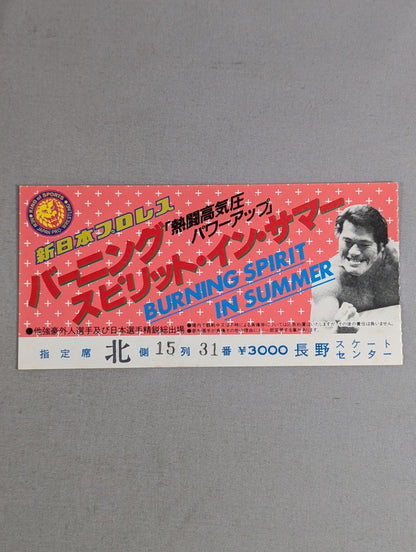 KING OF SPORTS
新日本プロレス
「熱闘高気圧
パワーアップ」
バーニング
スピリット・イン・サマー
BURNING SPIRIT
IN SUMMER
●他強豪外人選手及び日本選手精鋭総出場
指定席 北 側 15 列 31 番 ¥3000 長野 スケート
センター